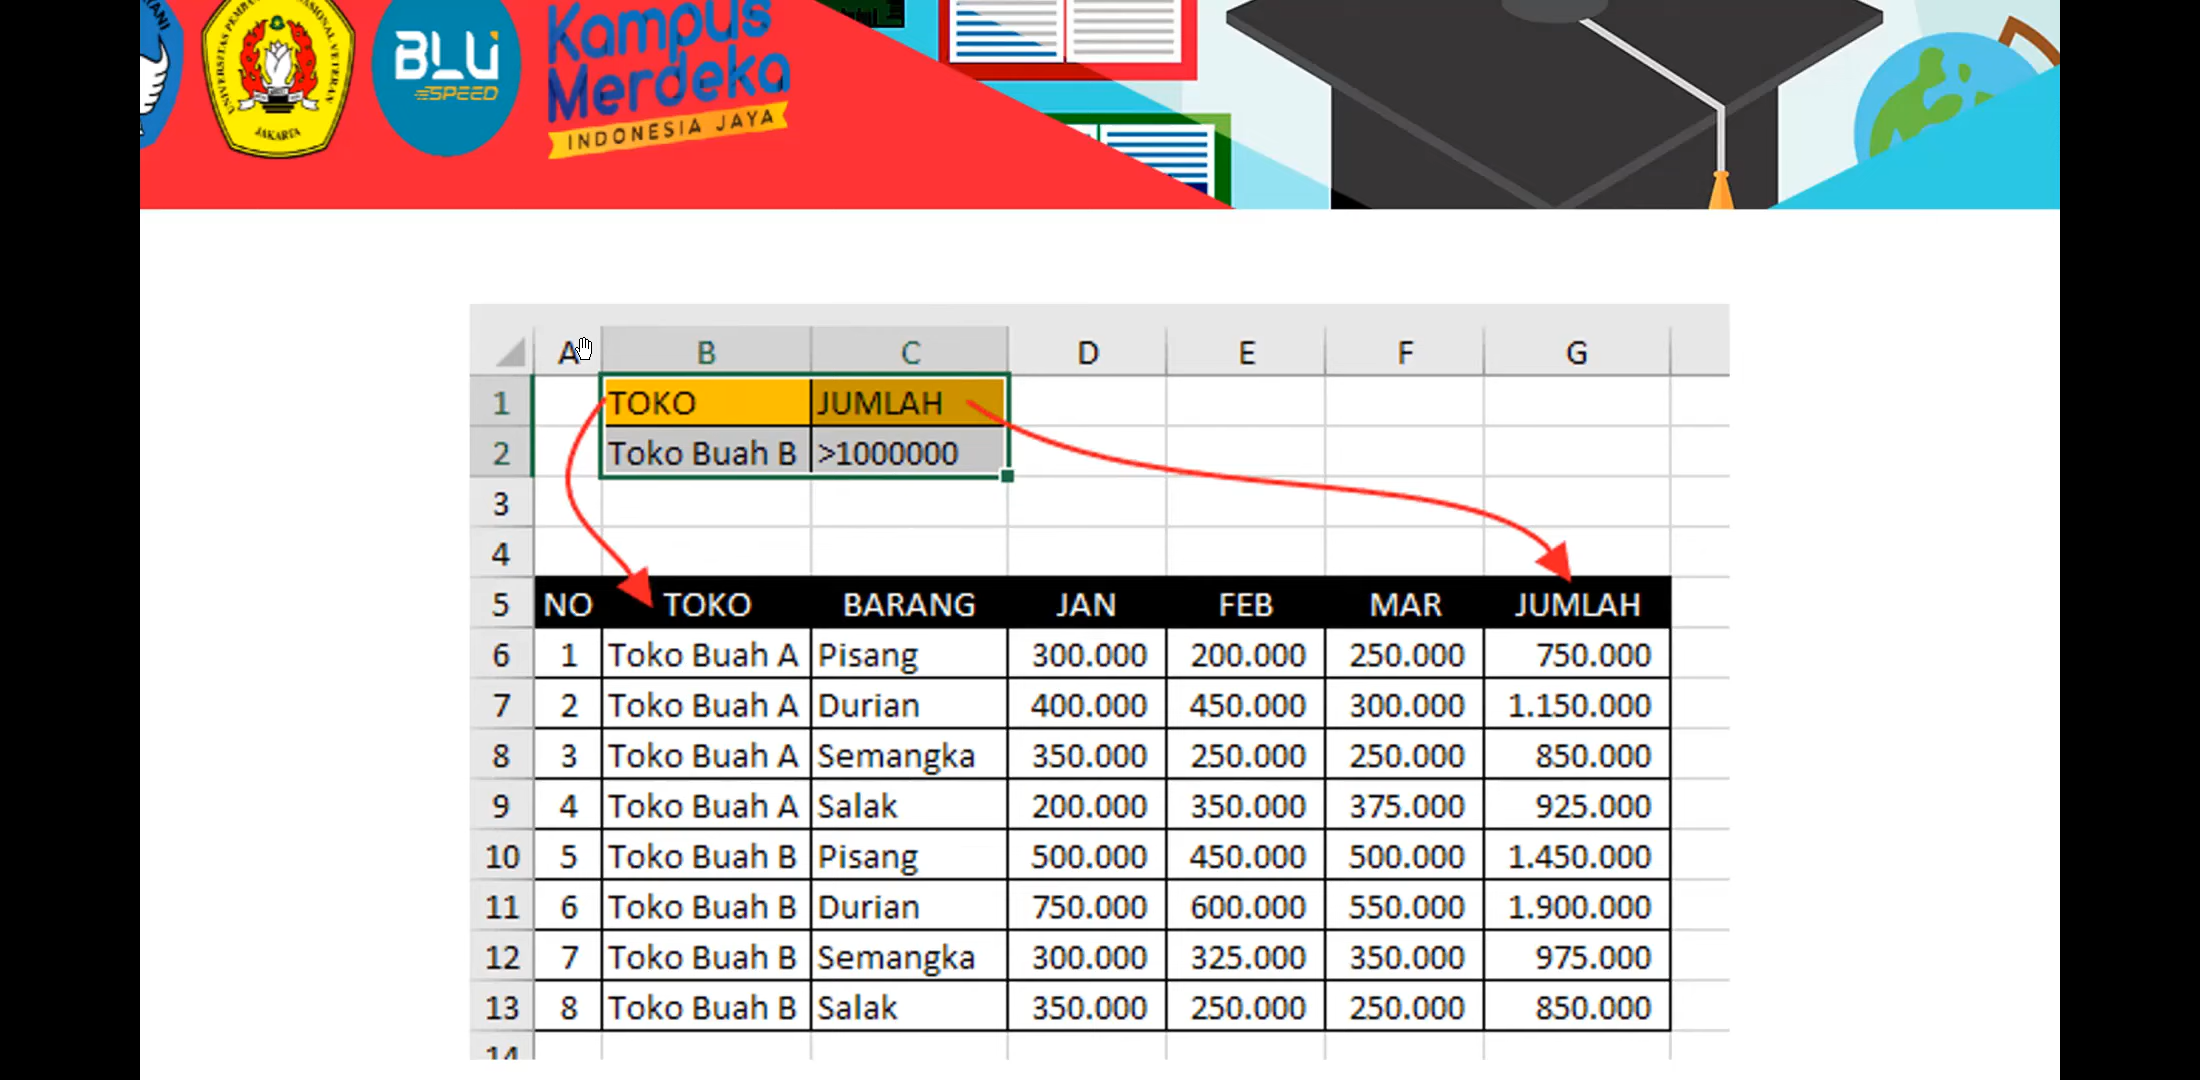 BLU
SPEED
Kampus
Merdeka
INDONESIA JAYA
UNIVERSITAS PEMBANGUNAN NASIONAL VETERAN
JAKARTA
A B C D E F G
1 TOKO JUMLAH
2 Toko Buah B >1000000
3
4
5 NO TOKO BARANG JAN FEB MAR JUMLAH
6 1 Toko Buah A Pisang 300.000 200.000 250.000 750.000
7 2 Toko Buah A Durian 400.000 450.000 300.000 1.150.000
8 3 Toko Buah A Semangka 350.000 250.000 250.000 850.000
9 4 Toko Buah A Salak 200.000 350.000 375.000 925.000
10 5 Toko Buah B Pisang 500.000 450.000 500.000 1.450.000
11 6 Toko Buah B Durian 750.000 600.000 550.000 1.900.000
12 7 Toko Buah B Semangka 300.000 325.000 350.000 975.000
13 8 Toko Buah B Salak 350.000 250.000 250.000 850.000
14